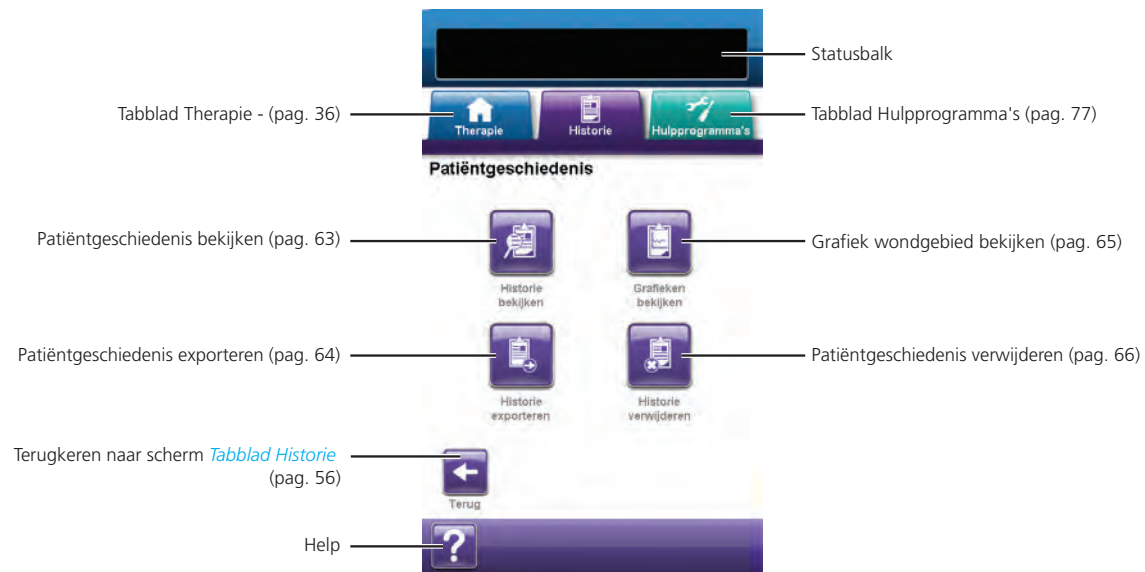 Statusbalk
Tabblad Therapie - (pag. 36)
Therapie
Historie
Hulpprogramma's
Tabblad Hulpprogramma's (pag. 77)
Patiëntgeschiedenis
Patiëntgeschiedenis bekijken (pag. 63)
Historie
bekijken
Grafieken
bekijken
Grafiek wondgebied bekijken (pag. 65)
Patiëntgeschiedenis exporteren (pag. 64)
Historie
exporteren
Historie
verwijderen
Patiëntgeschiedenis verwijderen (pag. 66)
Terugkeren naar scherm Tabblad Historie
(pag. 56)
Terug
Help
?